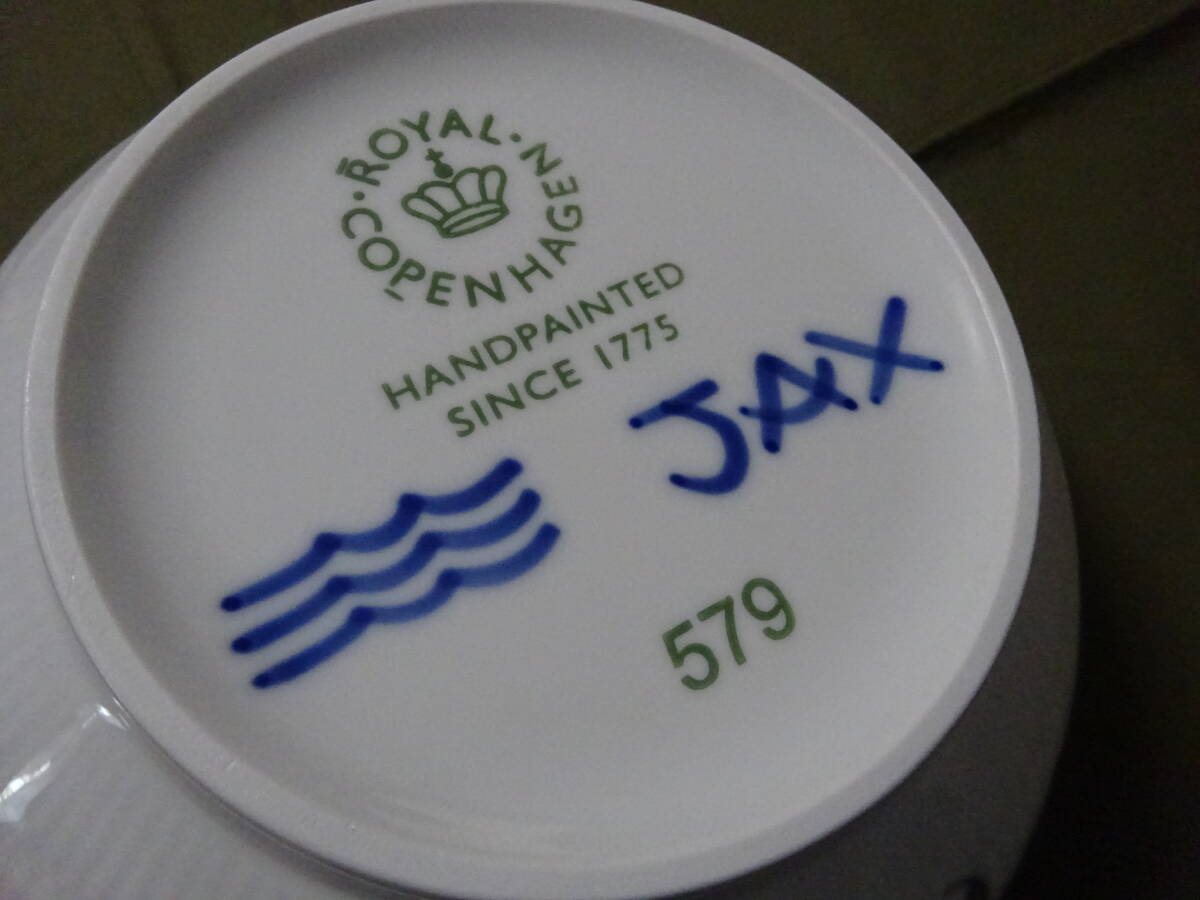 ROYAL · COPENHAGEN ·
HANDPAINTED
SINCE 1775
JAX
579